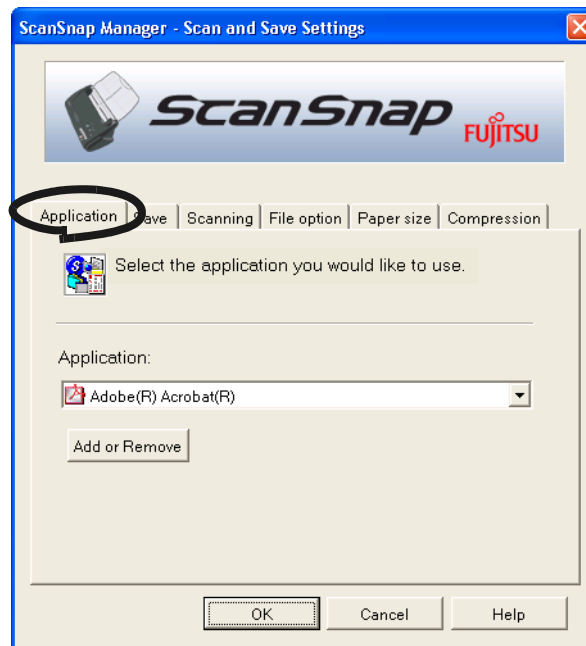 ScanSnap Manager - Scan and Save Settings
ScanSnap
FUJITSU
Application Save Scanning File option Paper size Compression
Select the application you would like to use.
Application:
Adobe(R) Acrobat(R)
Add or Remove
OK Cancel Help